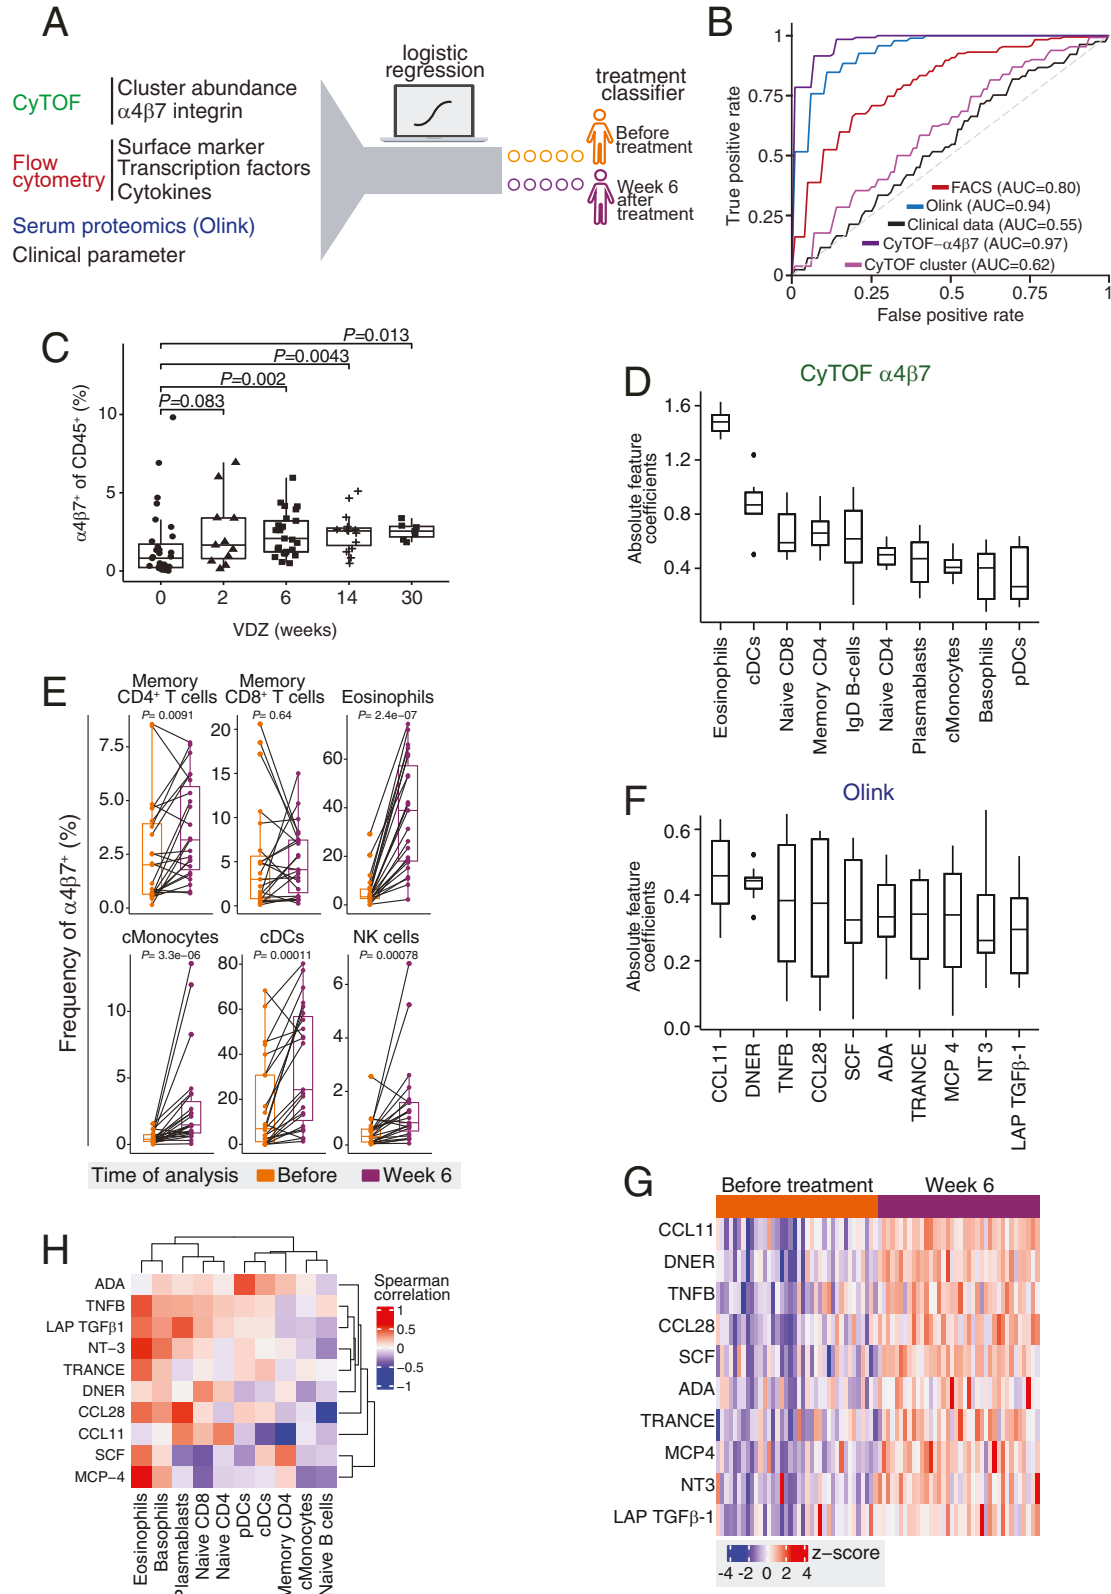 A
CyTOF
Cluster abundance
α4β7 integrin
Flow
cytometry
Surface marker
Transcription factors
Cytokines
Serum proteomics (Olink)
Clinical parameter
logistic
regression
treatment
classifier
Before
treatment
Week 6
after
treatment
B
True positive rate
1
0.75
0.5
0.25
0
FACS (AUC=0.80)
Olink (AUC=0.94)
Clinical data (AUC=0.55)
CyTOF−α4β7 (AUC=0.97)
CyTOF cluster (AUC=0.62)
0
0.25
0.5
0.75
1
False positive rate
C
α4β7⁺ of CD45⁺ (%)
P=0.013
P=0.0043
P=0.002
P=0.083
10
5
0
0
2
6
14
30
VDZ (weeks)
D
CyTOF α4β7
Absolute feature
coefficients
1.6
1.2
0.8
0.4
Eosinophils
cDCs
Naive CD8
Memory CD4
IgD B-cells
Naive CD4
Plasmablasts
cMonocytes
Basophils
pDCs
E
Frequency of α4β7⁺ (%)
Memory
CD4⁺ T cells
P= 0.0091
7.5
5.0
2.5
0.0
Memory
CD8⁺ T cells
P= 0.64
20
15
10
5
0
Eosinophils
P= 2.4e-07
60
40
20
0
cMonocytes
P= 3.3e-06
10
5
0
cDCs
P= 0.00011
80
60
40
20
0
NK cells
P= 0.00078
6
4
2
0
Time of analysis
Before
Week 6
F
Olink
Absolute feature
coefficients
0.6
0.4
0.2
0.0
CCL11
DNER
TNFB
CCL28
SCF
ADA
TRANCE
MCP 4
NT 3
LAP TGFβ-1
G
Before treatment
Week 6
CCL11
DNER
TNFB
CCL28
SCF
ADA
TRANCE
MCP4
NT3
LAP TGFβ-1
z−score
-4 -2 0 2 4
H
ADA
TNFB
LAP TGFβ1
NT-3
TRANCE
DNER
CCL28
CCL11
SCF
MCP-4
Eosinophils
Basophils
Plasmablasts
Naive CD8
Naive CD4
pDCs
cDCs
Memory CD4
cMonocytes
Naive B cells
Spearman
correlation
1
0.5
0
−0.5
−1